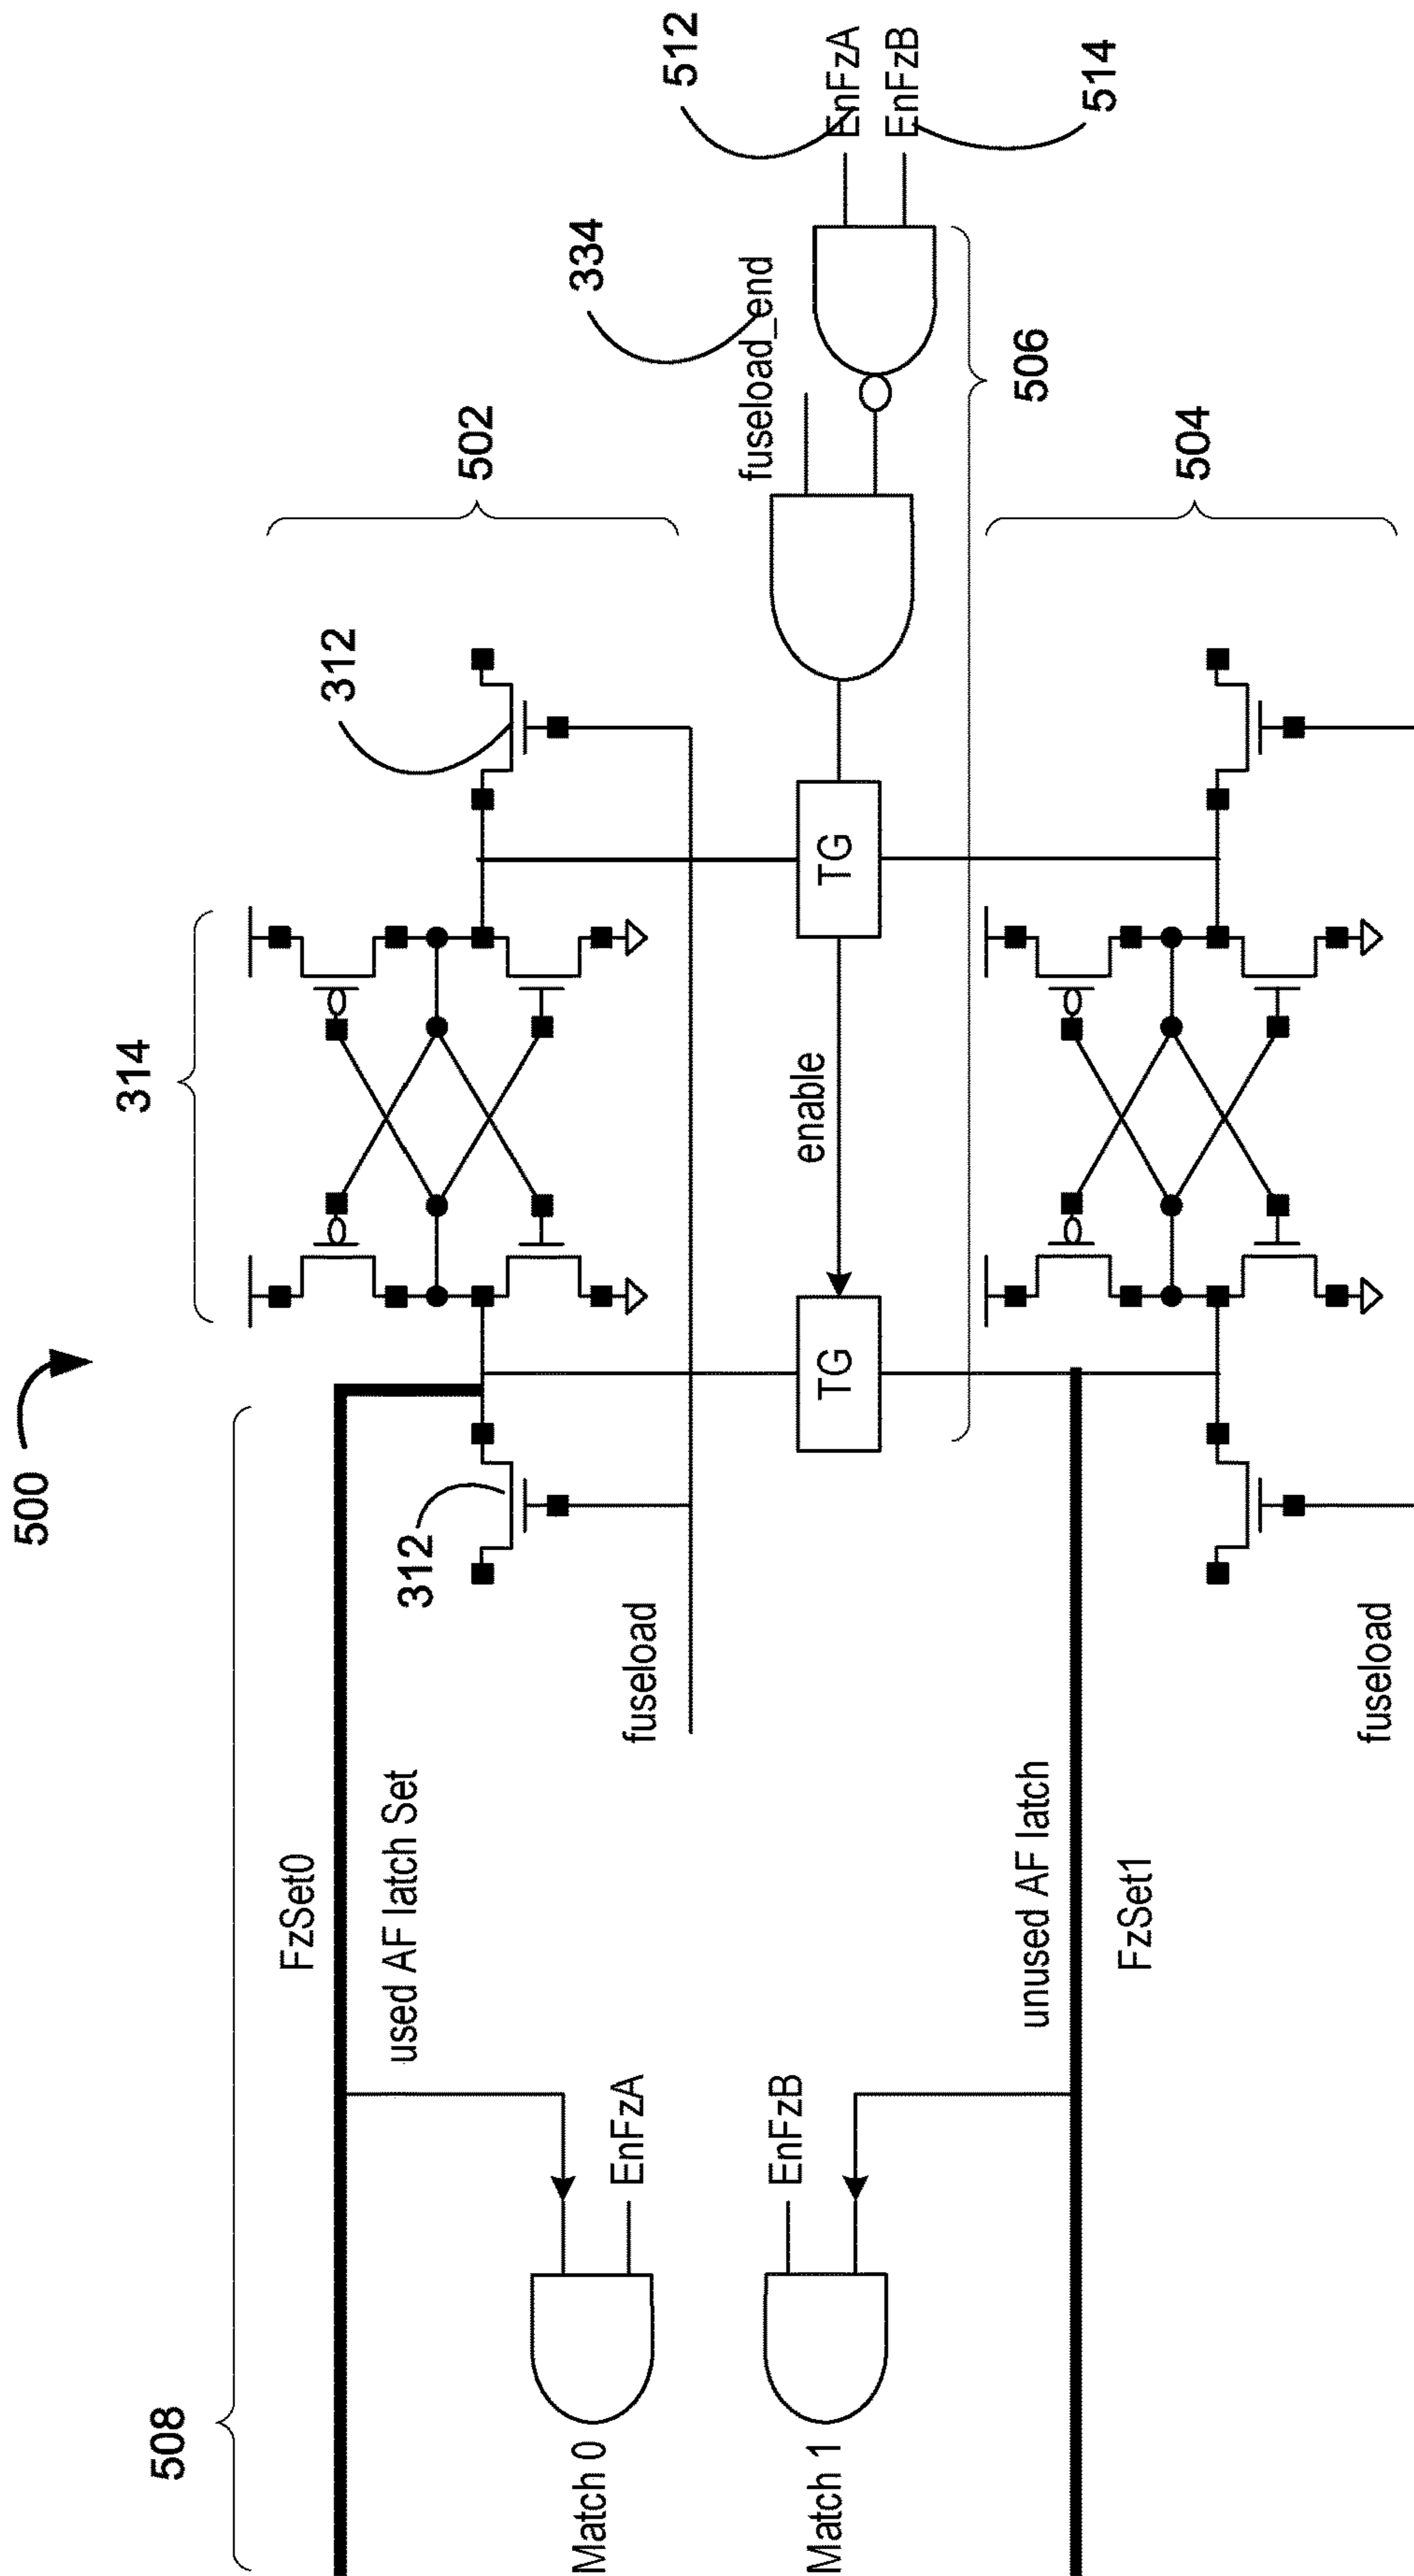 500
508
314
312
502
334
512
EnFzA
EnFzB
514
fuseload_end
FzSet0
used AF latch Set
312
fuseload
Match 0
EnFzA
TG
enable
TG
506
Match 1
EnFzB
unused AF latch
FzSet1
504
fuseload